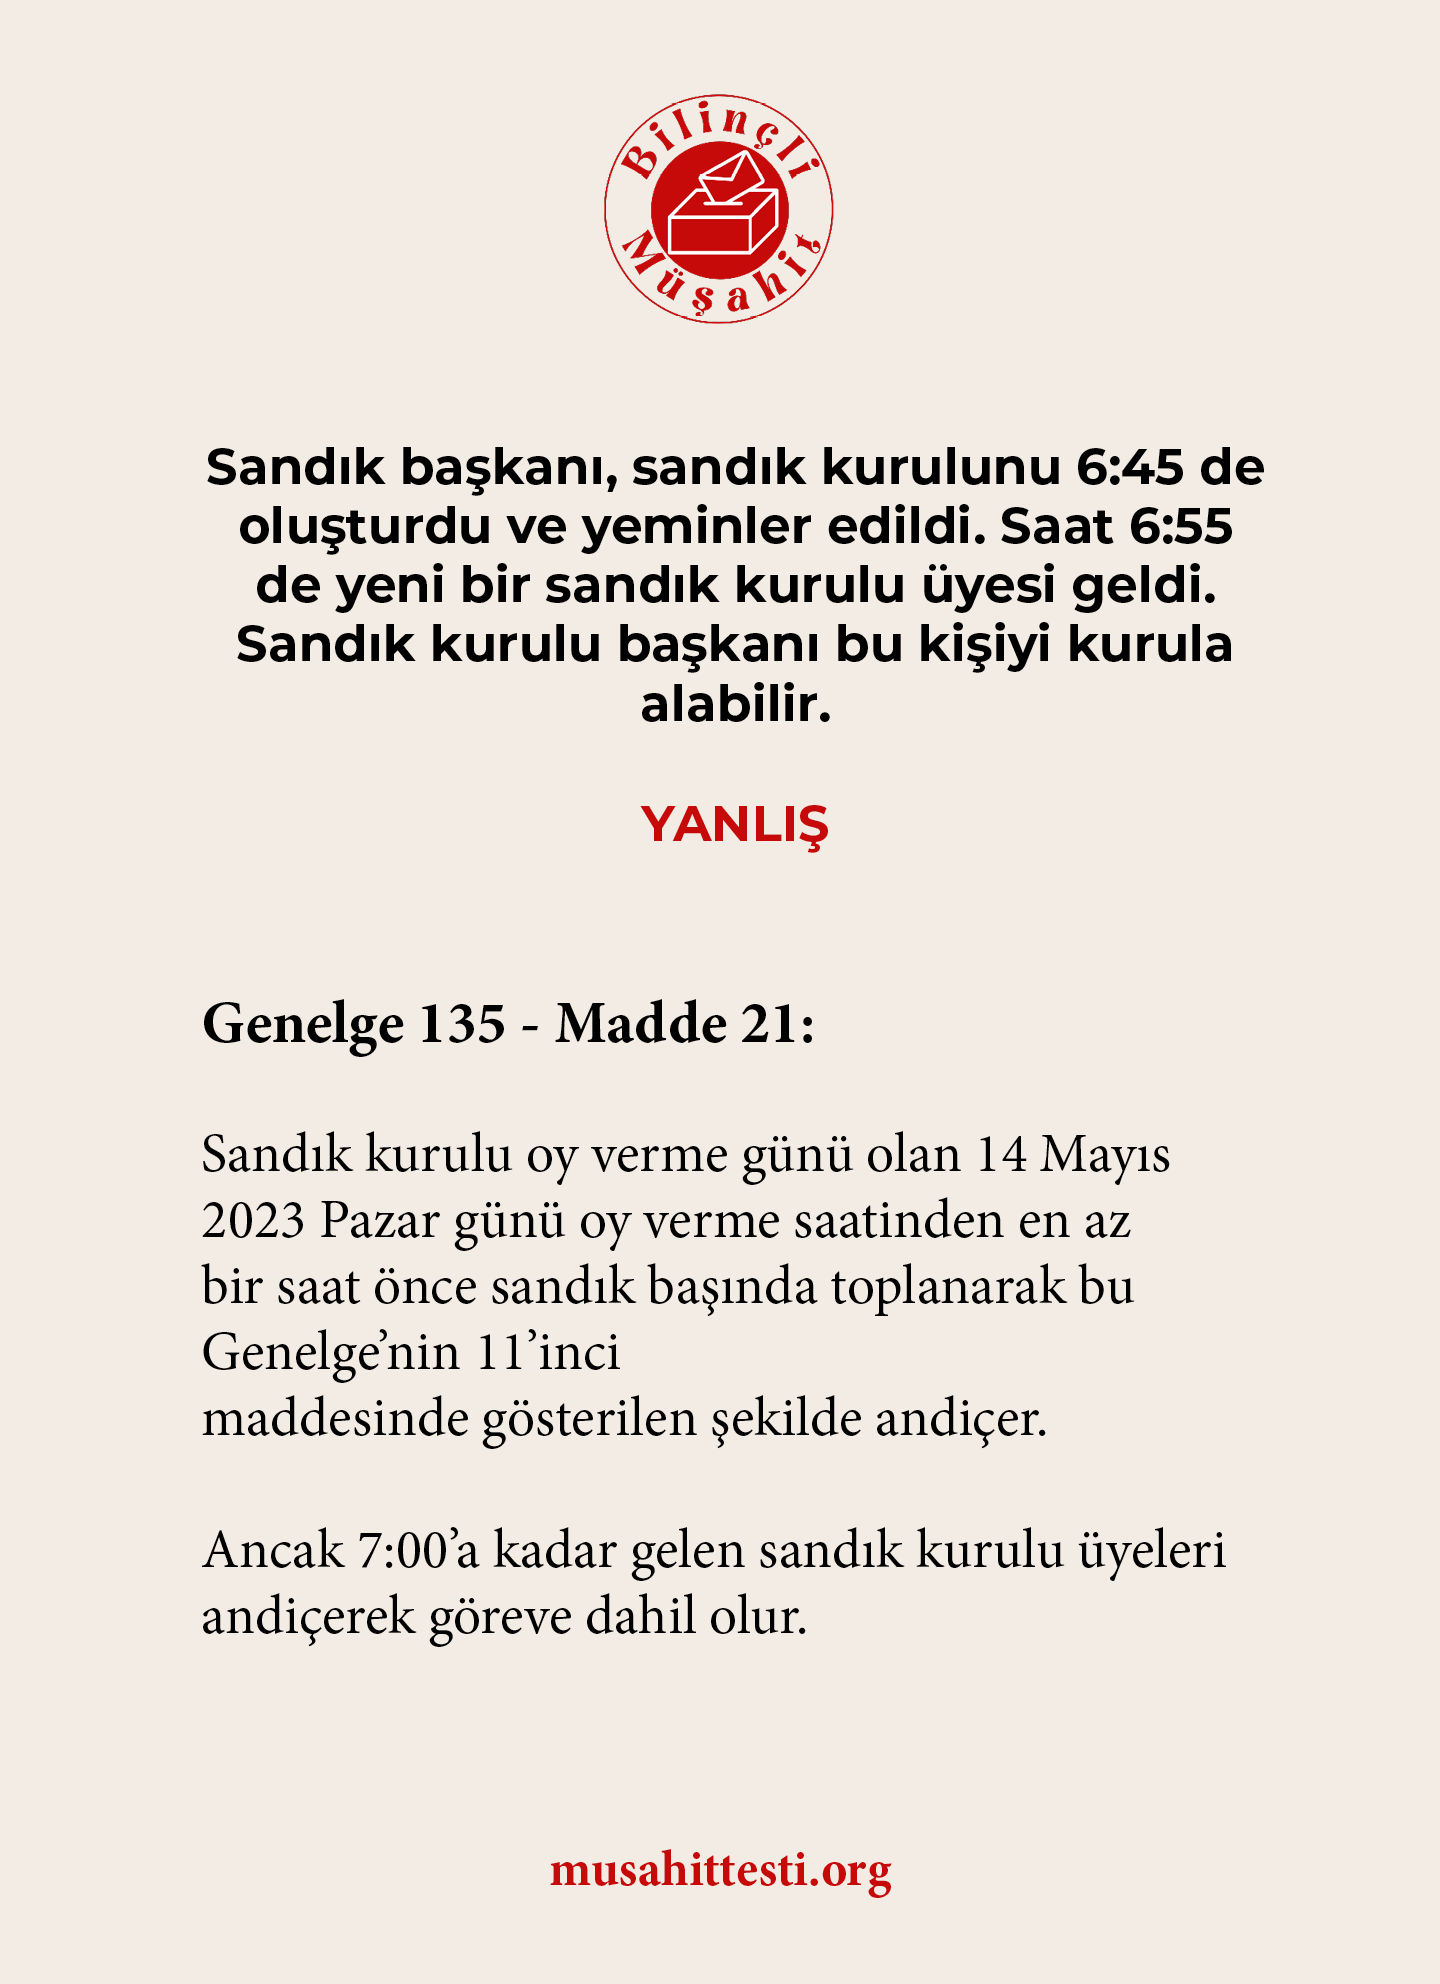 Bilinçli
Müşahit
Sandık başkanı, sandık kurulunu 6:45 de
oluşturdu ve yeminler edildi. Saat 6:55
de yeni bir sandık kurulu üyesi geldi.
Sandık kurulu başkanı bu kişiyi kurula
alabilir.
YANLIŞ
Genelge 135 - Madde 21:
Sandık kurulu oy verme günü olan 14 Mayıs
2023 Pazar günü oy verme saatinden en az
bir saat önce sandık başında toplanarak bu
Genelge’nin 11’inci
maddesinde gösterilen şekilde andiçer.
Ancak 7:00’a kadar gelen sandık kurulu üyeleri
andiçerek göreve dahil olur.
musahittesti.org